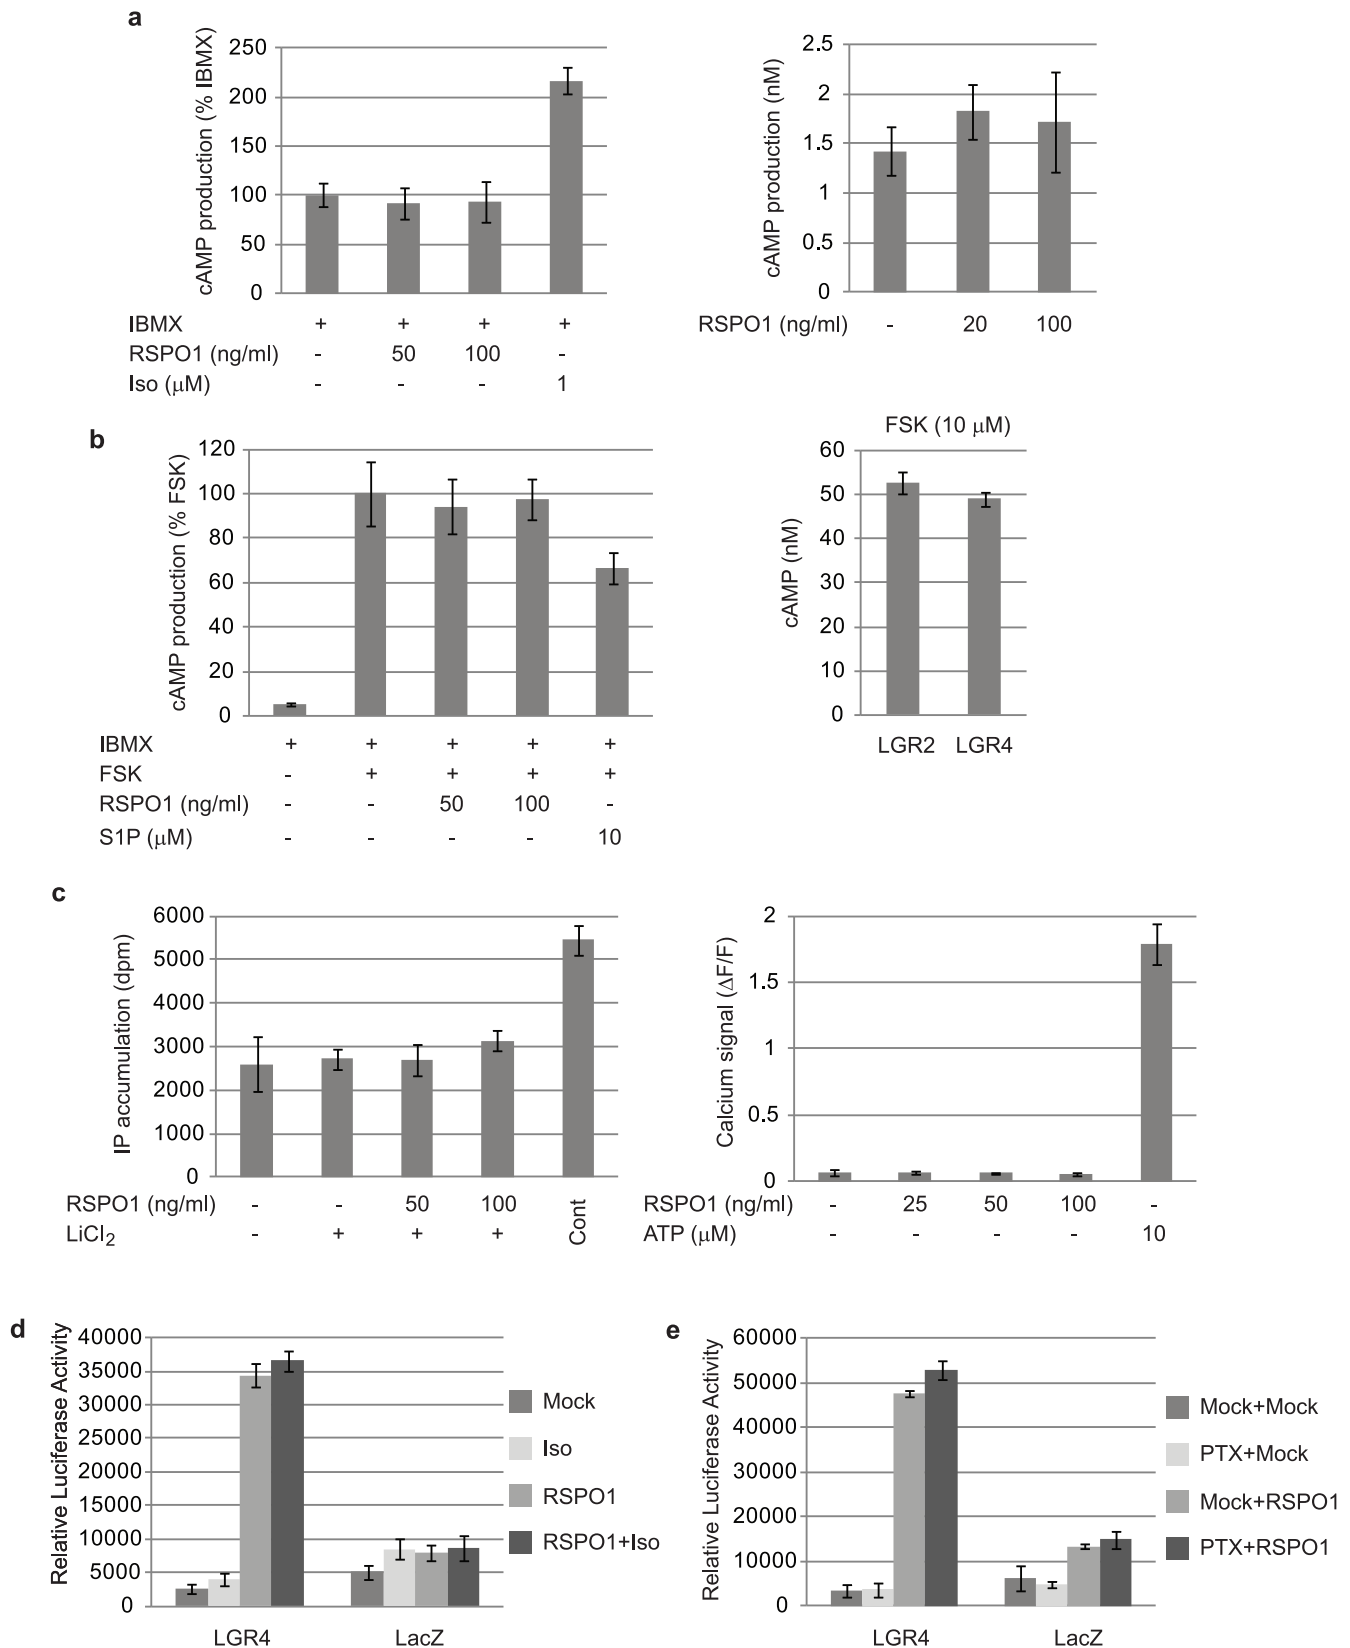 a
cAMP production (% IBMX)
250
200
150
100
50
0
IBMX + + + +
RSPO1 (ng/ml) - 50 100 -
Iso (μM) - - - 1
cAMP production (nM)
2.5
2
1.5
1
0.5
0
RSPO1 (ng/ml) - 20 100
b
cAMP production (% FSK)
120
100
80
60
40
20
0
IBMX + + + + +
FSK - + + + +
RSPO1 (ng/ml) - - 50 100 -
S1P (μM) - - - - 10
FSK (10 μM)
cAMP (nM)
60
50
40
30
20
10
0
LGR2 LGR4
c
IP accumulation (dpm)
6000
5000
4000
3000
2000
1000
0
RSPO1 (ng/ml) - - 50 100 Cont
LiCl2 - + + +
Calcium signal (ΔF/F)
2
1.5
1
0.5
0
RSPO1 (ng/ml) - 25 50 100 -
ATP (μM) - - - - 10
d
Relative Luciferase Activity
40000
35000
30000
25000
20000
15000
10000
5000
0
LGR4 LacZ
Mock
Iso
RSPO1
RSPO1+Iso
e
Relative Luciferase Activity
60000
50000
40000
30000
20000
10000
0
LGR4 LacZ
Mock+Mock
PTX+Mock
Mock+RSPO1
PTX+RSPO1